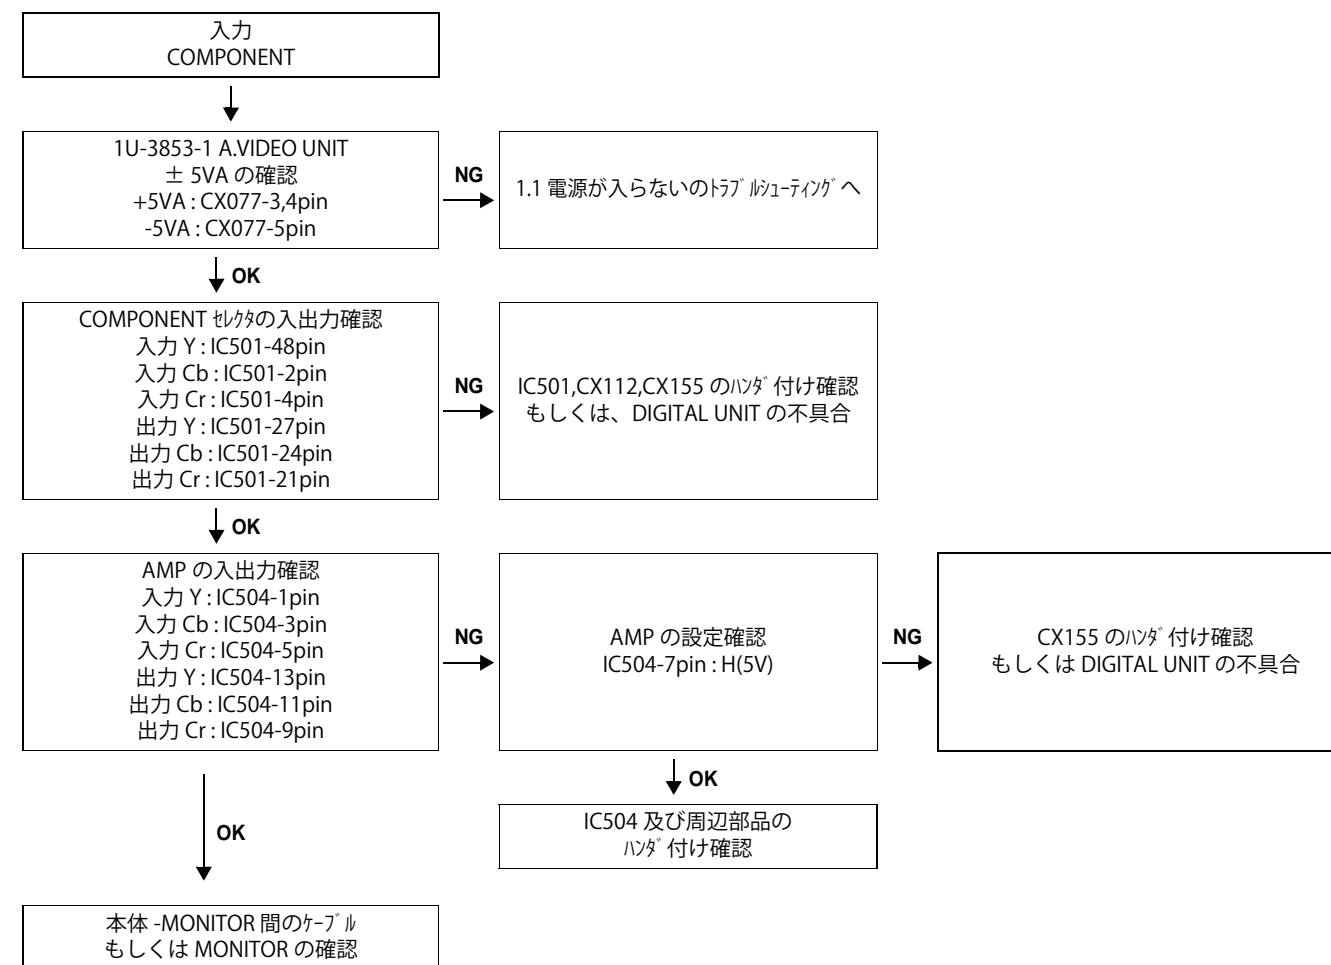 入力
COMPONENT
1U-3853-1 A.VIDEO UNIT
± 5VA の確認
+5VA : CX077-3,4pin
-5VA : CX077-5pin
NG
1.1 電源が入らないのﾄﾗﾌﾞﾙｼｭｰﾃｨﾝｸﾞへ
OK
COMPONENT ｾﾚｸﾀの入出力確認
入力 Y : IC501-48pin
入力 Cb : IC501-2pin
入力 Cr : IC501-4pin
出力 Y : IC501-27pin
出力 Cb : IC501-24pin
出力 Cr : IC501-21pin
NG
IC501,CX112,CX155 のﾊﾝﾀﾞ付け確認
もしくは、DIGITAL UNIT の不具合
OK
AMP の入出力確認
入力 Y : IC504-1pin
入力 Cb : IC504-3pin
入力 Cr : IC504-5pin
出力 Y : IC504-13pin
出力 Cb : IC504-11pin
出力 Cr : IC504-9pin
NG
AMP の設定確認
IC504-7pin : H(5V)
NG
CX155 のﾊﾝﾀﾞ付け確認
もしくは DIGITAL UNIT の不具合
OK
IC504 及び周辺部品の
ﾊﾝﾀﾞ付け確認
OK
本体 -MONITOR 間のｹｰﾌﾞﾙ
もしくは MONITOR の確認